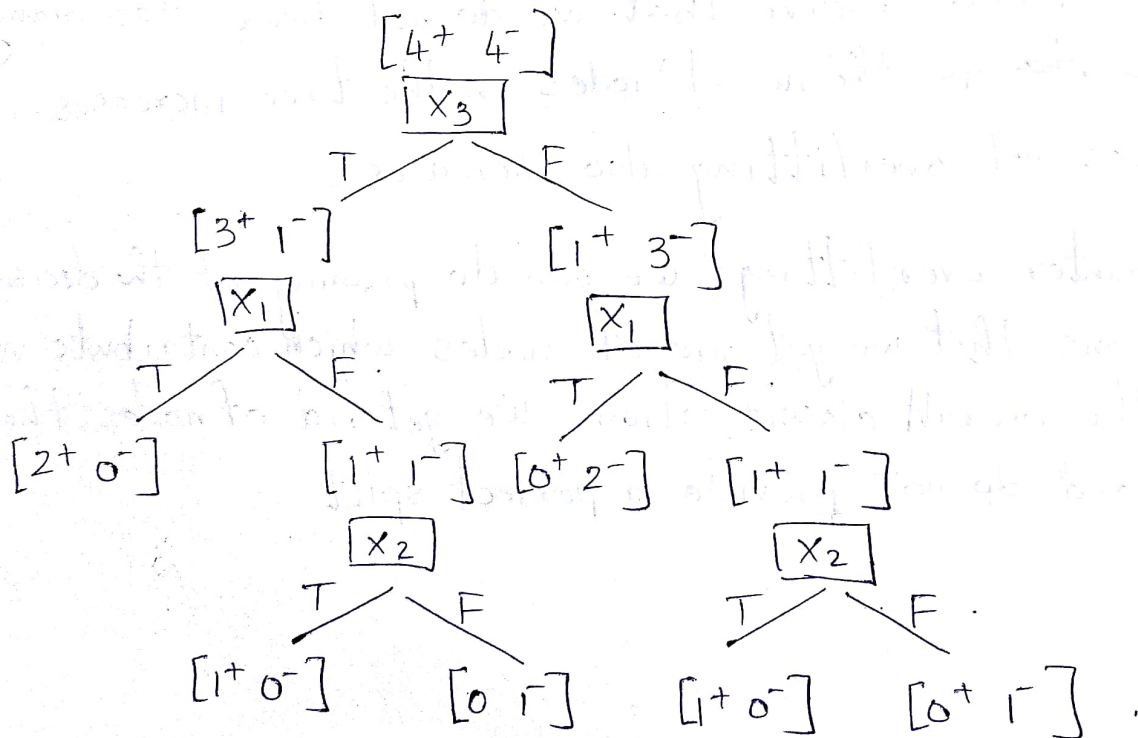 [4+ 4-]
X3
T F.
[3+ 1-] [1+ 3-]
X1 X1
T F. T F.
[2+ 0-] [1+ 1-] [0+ 2-] [1+ 1-]
X2 X2
T F T F.
[1+ 0-] [0 1-] [1+ 0-] [0+ 1-] .